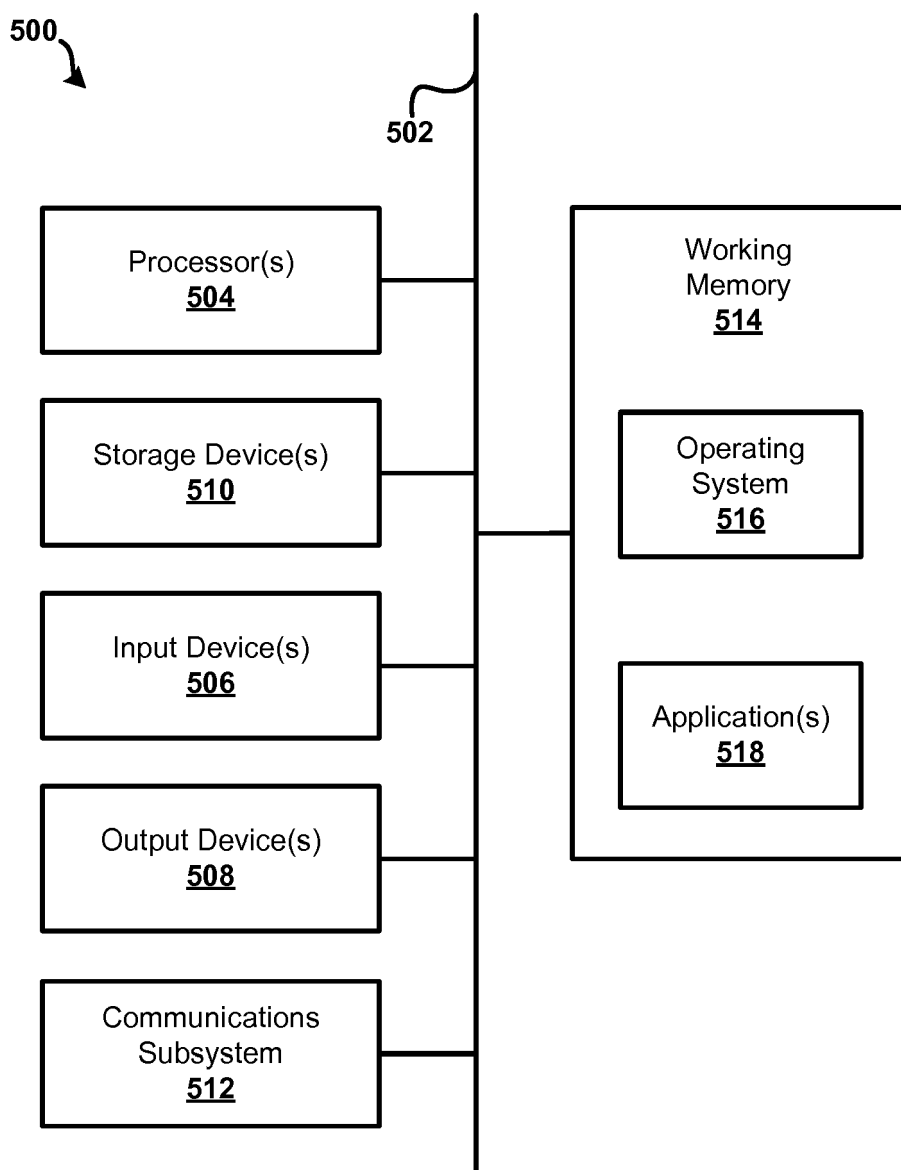 500
502
Processor(s)
504
Storage Device(s)
510
Input Device(s)
506
Output Device(s)
508
Communications
Subsystem
512
Working
Memory
514
Operating
System
516
Application(s)
518